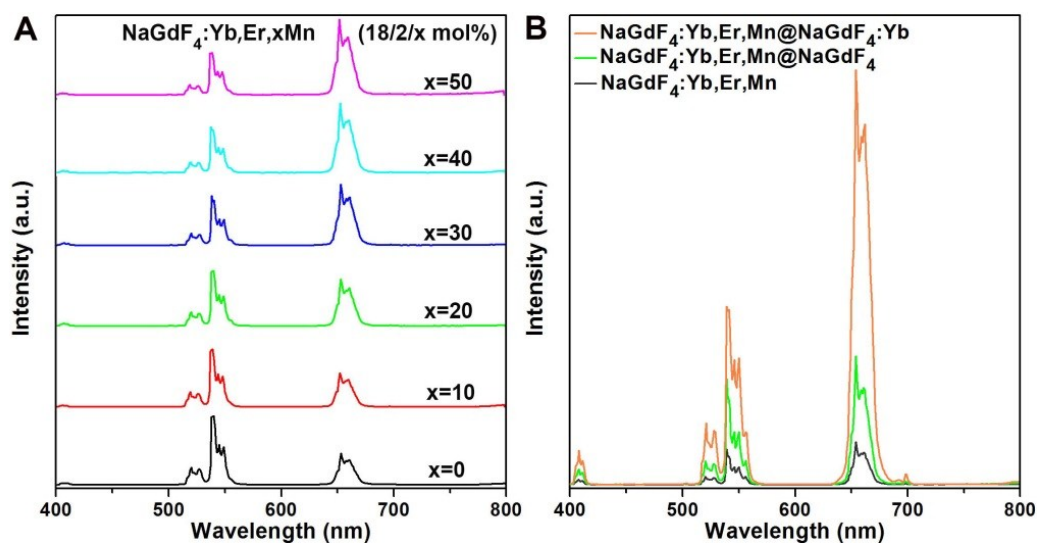 A
NaGdF₄:Yb,Er,xMn (18/2/x mol%)
x=50
x=40
x=30
x=20
x=10
x=0
Intensity (a.u.)
400 500 600 700 800
Wavelength (nm)
B
NaGdF₄:Yb,Er,Mn@NaGdF₄:Yb
NaGdF₄:Yb,Er,Mn@NaGdF₄
NaGdF₄:Yb,Er,Mn
Intensity (a.u.)
400 500 600 700 800
Wavelength (nm)